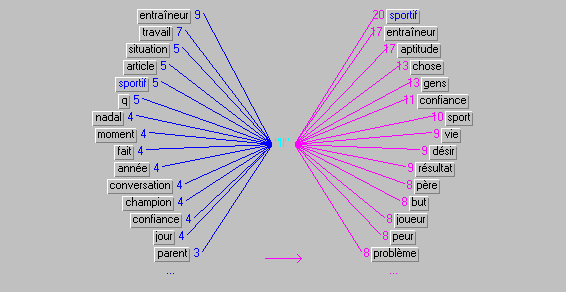 entraîneur 9 20 sportif
travail 7 17 entraîneur
situation 5 17 aptitude
article 5 13 chose
sportif 5 13 gens
q 5 11 confiance
nadal 4 10 sport
moment 4 9 vie
fait 4 9 désir
année 4 9 résultat
conversation 4 8 père
champion 4 8 but
confiance 4 8 joueur
jour 4 8 peur
parent 3 8 problème
... ...